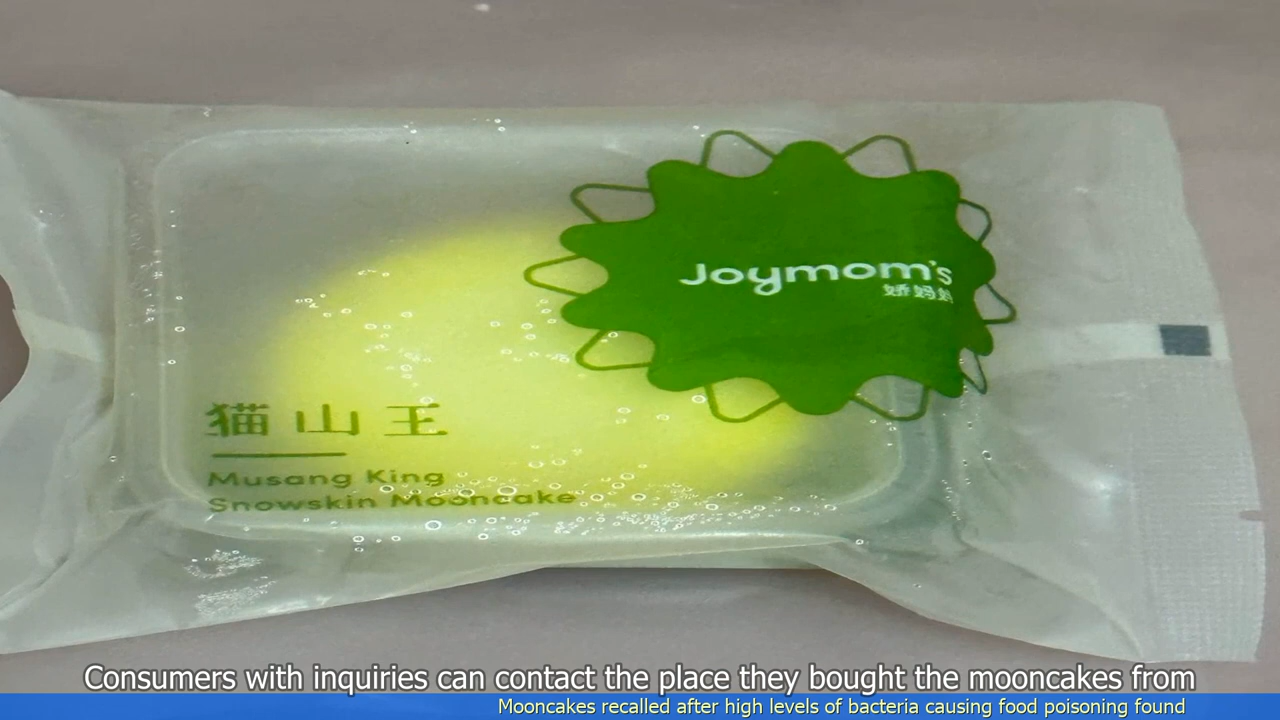 Joymom's
娇妈妈
猫山王
Musang King
Snowskin Mooncake
Consumers with inquiries can contact the place they bought the mooncakes from
Mooncakes recalled after high levels of bacteria causing food poisoning found